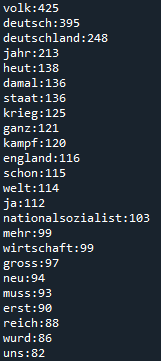 volk:425
deutsch:395
deutschland:248
jahr:213
heut:138
damal:136
staat:136
krieg:125
ganz:121
kampf:120
england:116
schon:115
welt:114
ja:112
nationalsozialist:103
mehr:99
wirtschaft:99
gross:97
neu:94
muss:93
erst:90
reich:88
wurd:86
uns:82